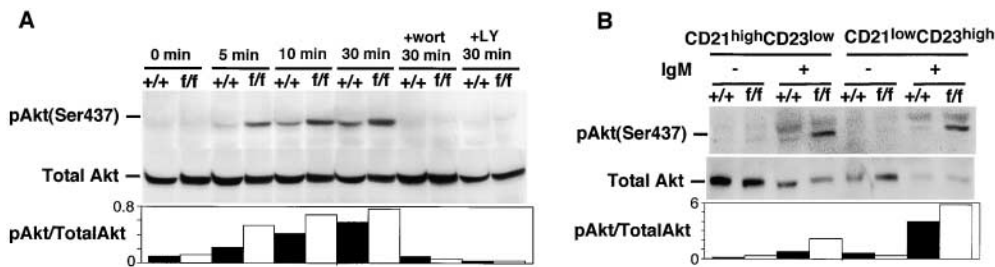 A
0 min 5 min 10 min 30 min +wort 30 min +LY 30 min
+/+ f/f +/+ f/f +/+ f/f +/+ f/f +/+ f/f +/+ f/f
pAkt(Ser437)
Total Akt
0.8
pAkt/TotalAkt
B
CD21highCD23low CD21lowCD23high
IgM - + - +
+/+ f/f +/+ f/f +/+ f/f +/+ f/f
pAkt(Ser437)
Total Akt
6
pAkt/TotalAkt
0